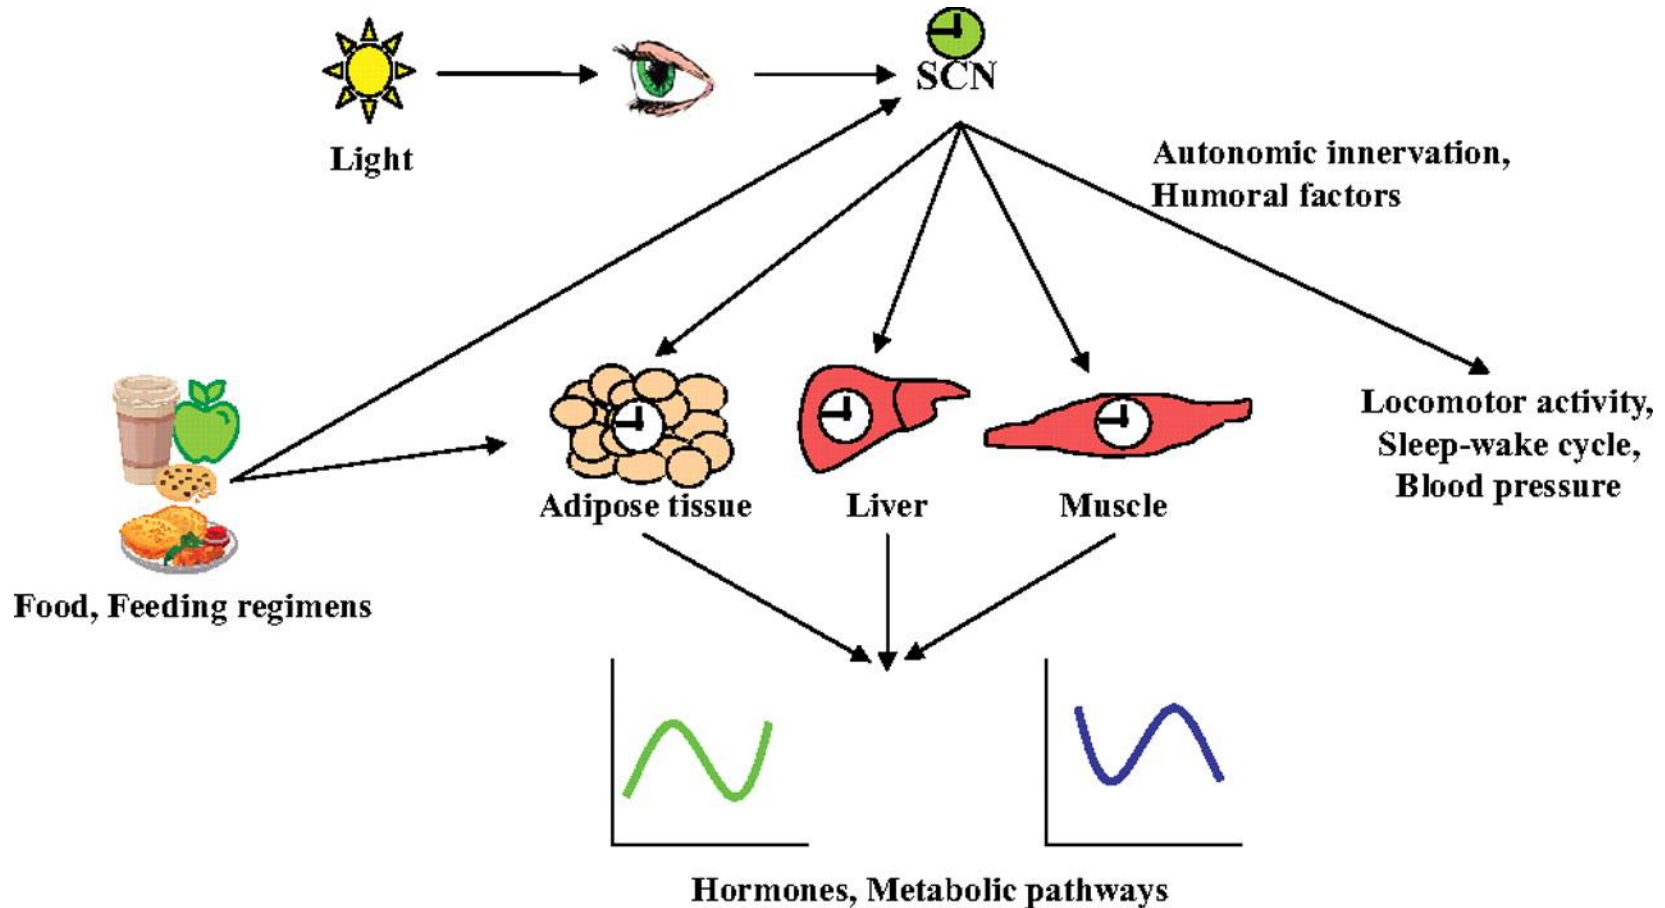 SCN
Light
Autonomic innervation,
Humoral factors
Locomotor activity,
Sleep-wake cycle,
Blood pressure
Adipose tissue
Liver
Muscle
Food, Feeding regimens
Hormones, Metabolic pathways